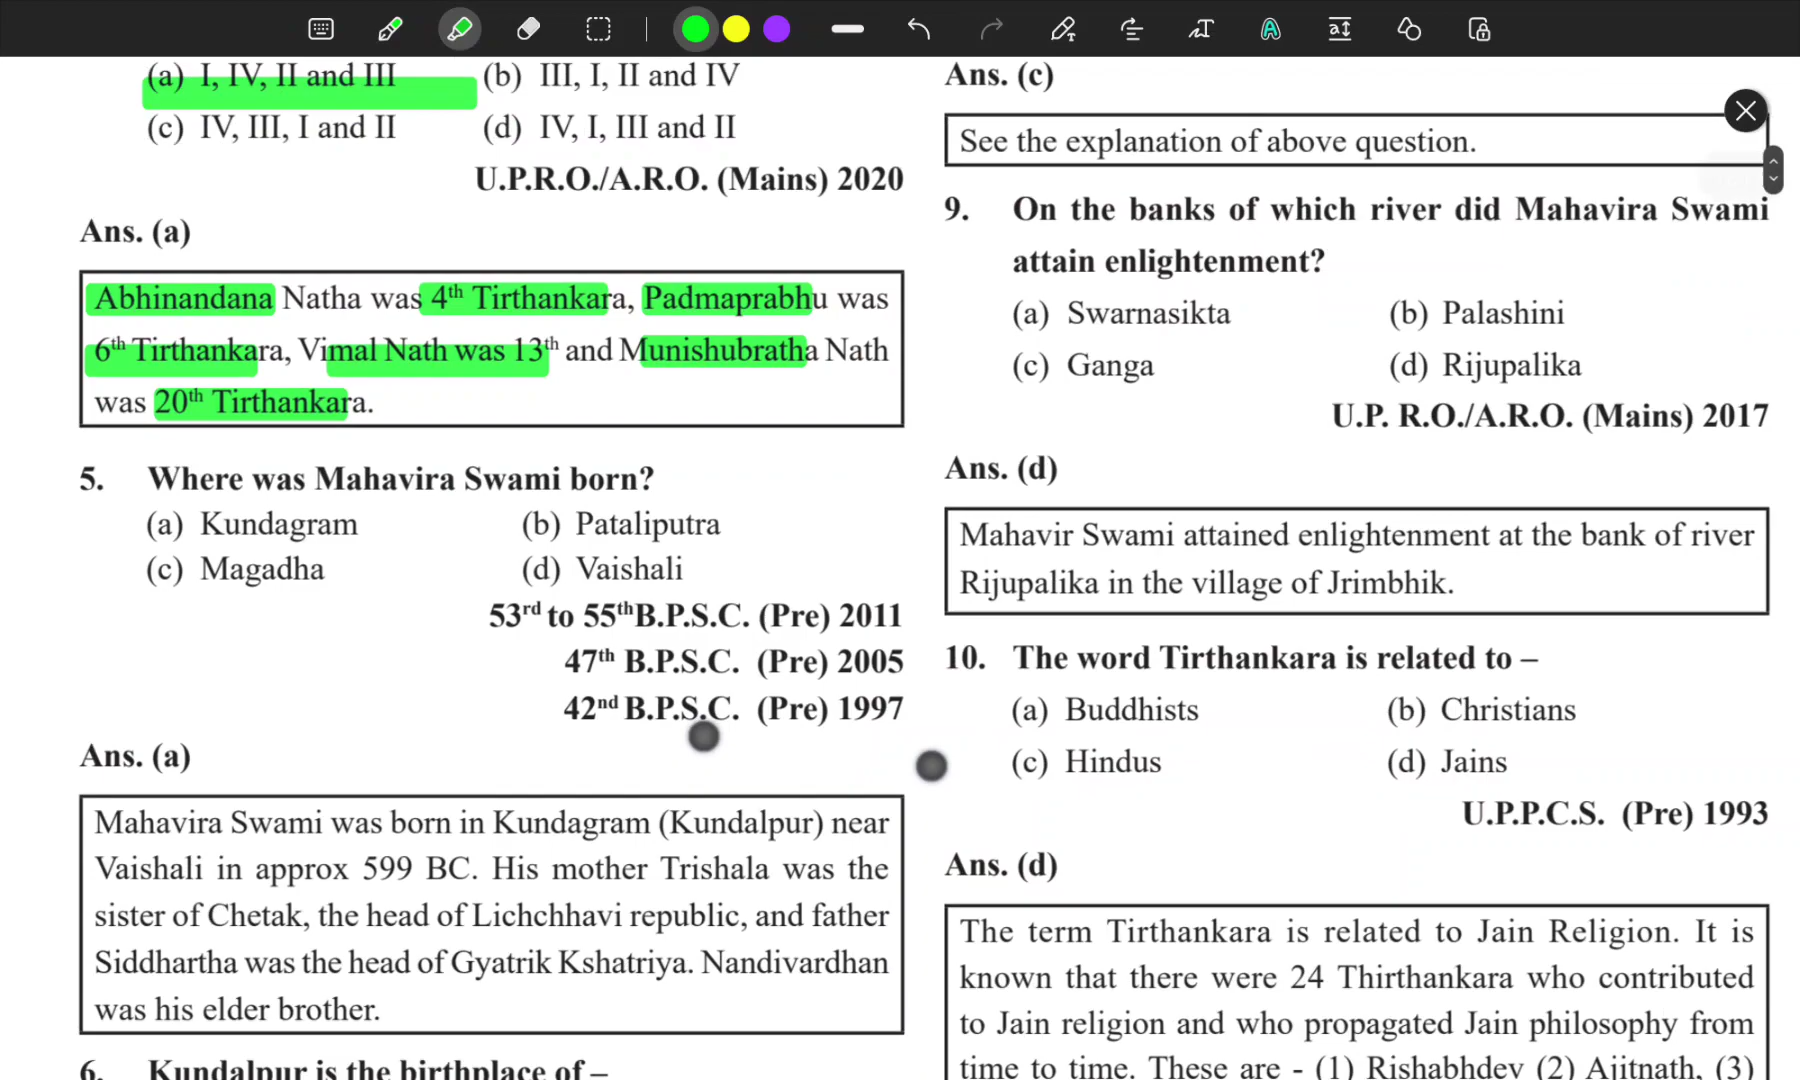 (a) I, IV, II and III (b) III, I, II and IV
(c) IV, III, I and II (d) IV, I, III and II
U.P.R.O./A.R.O. (Mains) 2020
Ans. (a)
Abhinandana Natha was 4th Tirthankara, Padmaprabhu was
6th Tirthankara, Vimal Nath was 13th and Munishubratha Nath
was 20th Tirthankara.
5. Where was Mahavira Swami born?
(a) Kundagram (b) Pataliputra
(c) Magadha (d) Vaishali
53rd to 55thB.P.S.C. (Pre) 2011
47th B.P.S.C. (Pre) 2005
42nd B.P.S.C. (Pre) 1997
Ans. (a)
Mahavira Swami was born in Kundagram (Kundalpur) near
Vaishali in approx 599 BC. His mother Trishala was the
sister of Chetak, the head of Lichchhavi republic, and father
Siddhartha was the head of Gyatrik Kshatriya. Nandivardhan
was his elder brother.
6. Kundalpur is the birthplace of –
Ans. (c)
See the explanation of above question.
9. On the banks of which river did Mahavira Swami
attain enlightenment?
(a) Swarnasikta (b) Palashini
(c) Ganga (d) Rijupalika
U.P. R.O./A.R.O. (Mains) 2017
Ans. (d)
Mahavir Swami attained enlightenment at the bank of river
Rijupalika in the village of Jrimbhik.
10. The word Tirthankara is related to –
(a) Buddhists (b) Christians
(c) Hindus (d) Jains
U.P.P.C.S. (Pre) 1993
Ans. (d)
The term Tirthankara is related to Jain Religion. It is
known that there were 24 Thirthankara who contributed
to Jain religion and who propagated Jain philosophy from
time to time. These are - (1) Rishabhdev (2) Ajitnath, (3)